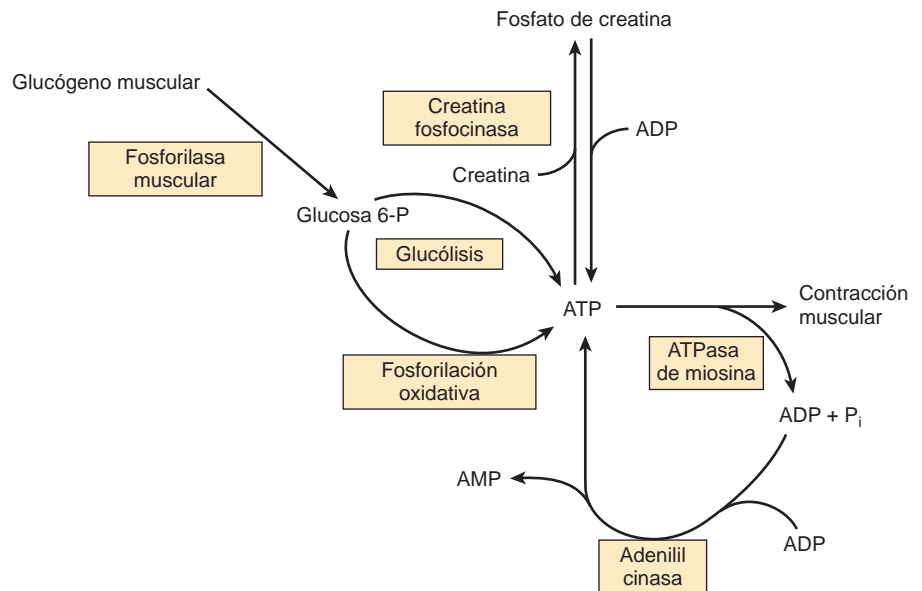 Fosfato de creatina
Glucógeno muscular
Creatina
fosfocinasa
ADP
Fosforilasa
muscular
Creatina
Glucosa 6-P
Glucólisis
ATP
Contracción
muscular
ATPasa
de miosina
Fosforilación
oxidativa
ADP + Pi
AMP
ADP
Adenilil
cinasa